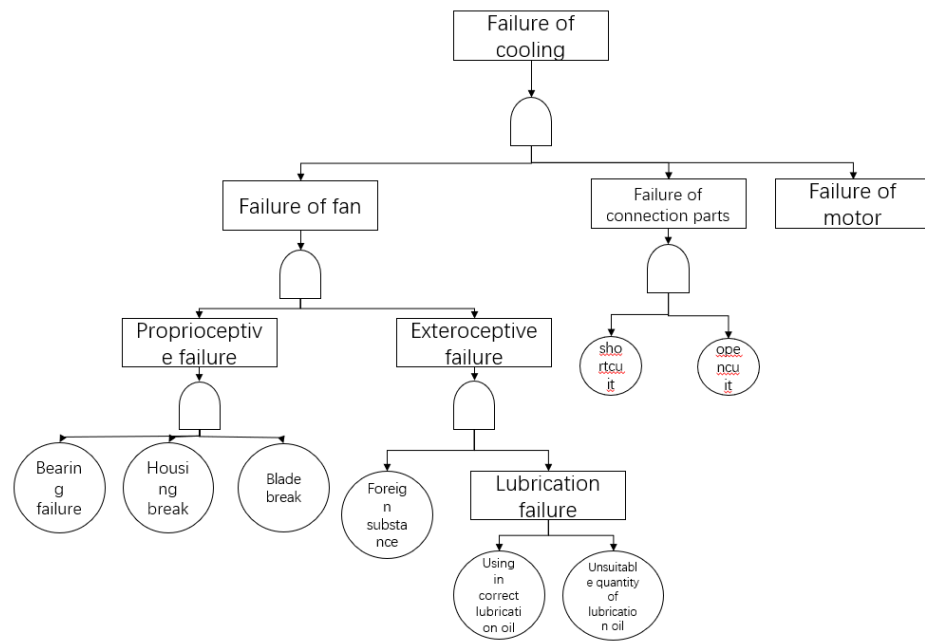 Failure of
cooling
Failure of fan
Failure of
connection parts
Failure of
motor
Proprioceptiv
e failure
Exteroceptive
failure
sho
rtcu
it
ope
ncu
it
Bearin
g
failure
Housi
ng
break
Blade
break
Foreig
n
substa
nce
Lubrication
failure
Using
in
correct
lubricati
on oil
Unsuitabl
e quantity
of
lubricatio
n oil